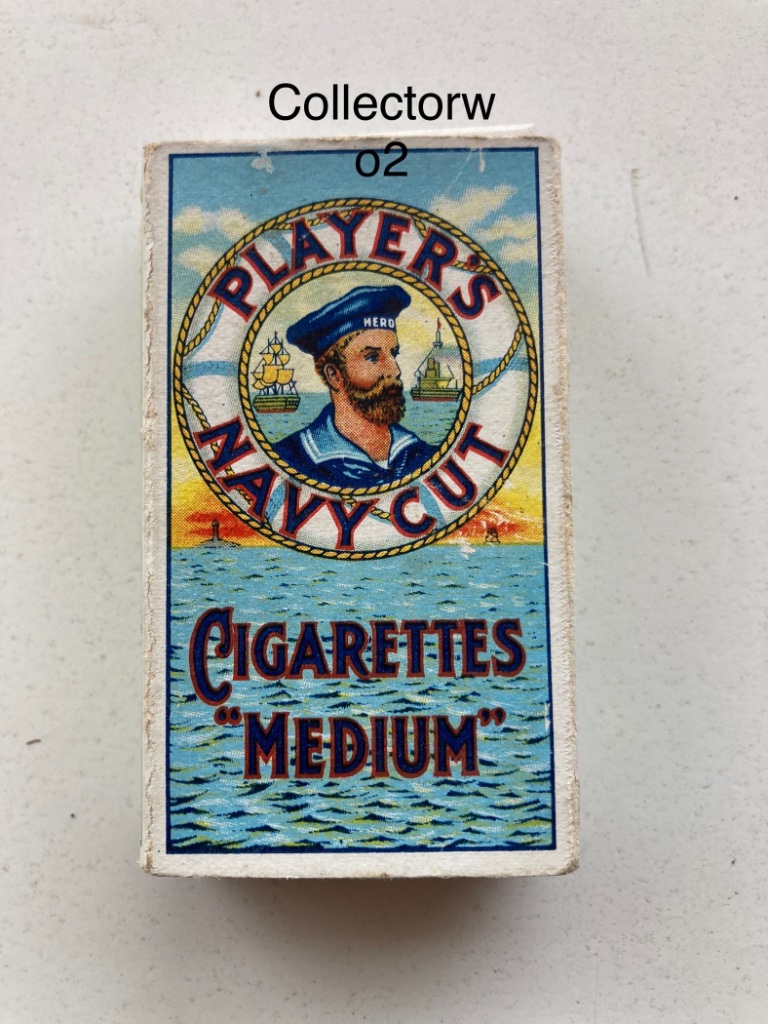 Collectorw
o2
PLAYER'S
HERO
NAVY CUT
CIGARETTES
"MEDIUM"